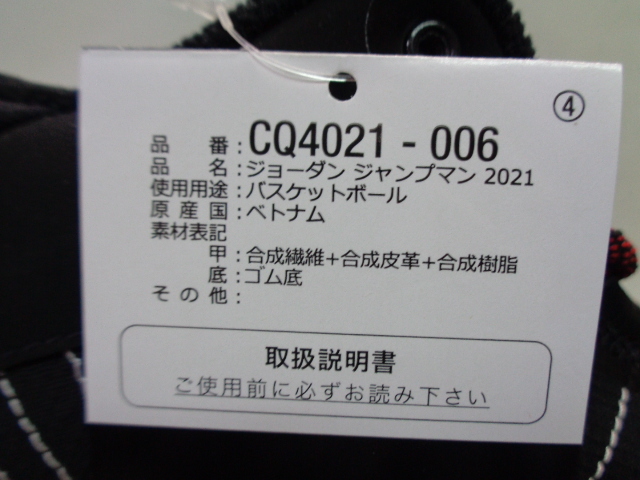 ④
品番:CQ4021-006
品名:ジョーダン ジャンプマン 2021
使用用途:バスケットボール
原産国:ベトナム
素材表記
甲:合成繊維+合成皮革+合成樹脂
底:ゴム底
その他:
取扱説明書
ご使用前に必ずお読み下さい